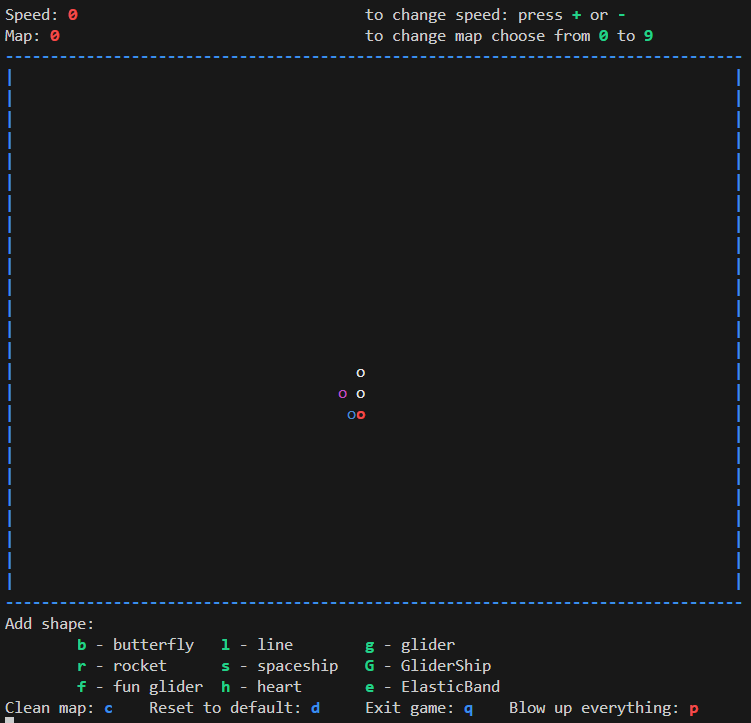 Speed: 0 to change speed: press + or -
Map: 0 to change map choose from 0 to 9
o
o o
oo
Add shape:
b - butterfly l - line g - glider
r - rocket s - spaceship G - GliderShip
f - fun glider h - heart e - ElasticBand
Clean map: c Reset to default: d Exit game: q Blow up everything: p